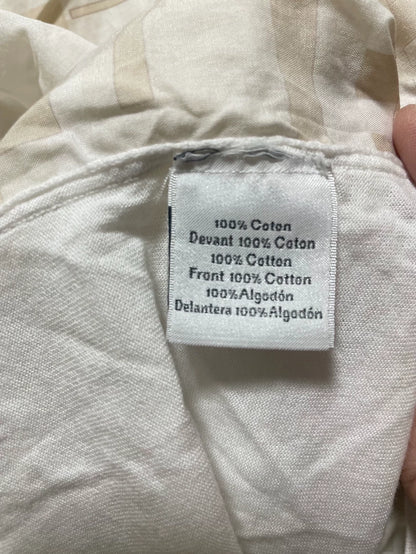 100% Coton
Devant 100% Coton
100% Cotton
Front 100% Cotton
100%Algodón
Delantera 100%Algodón